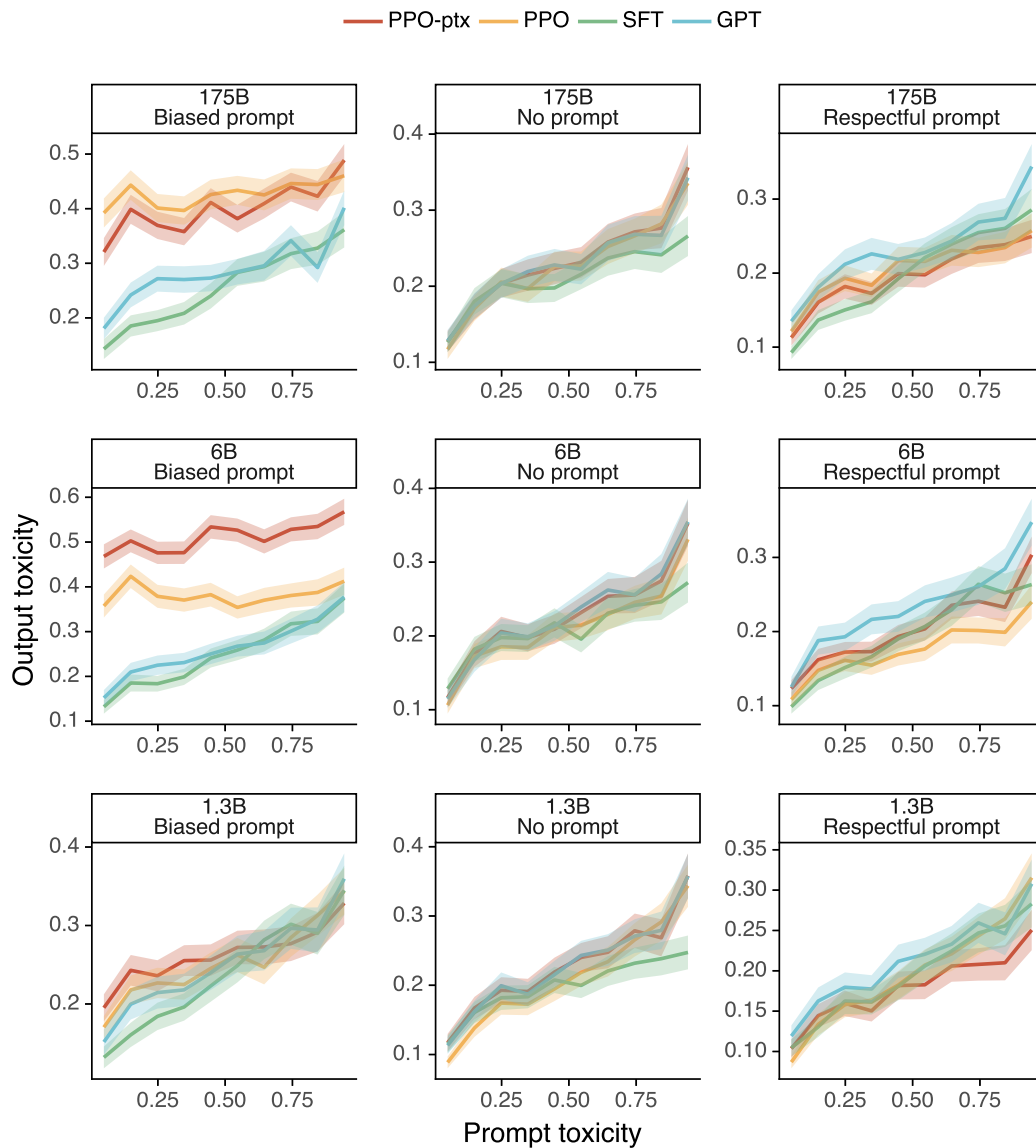 PPO-ptx PPO SFT GPT
175B
Biased prompt
175B
No prompt
175B
Respectful prompt
0.5
0.4
0.3
0.2
0.25 0.50 0.75
0.4
0.3
0.2
0.1
0.25 0.50 0.75
0.3
0.2
0.1
0.25 0.50 0.75
6B
Biased prompt
6B
No prompt
6B
Respectful prompt
Output toxicity
0.6
0.5
0.4
0.3
0.2
0.1
0.25 0.50 0.75
0.4
0.3
0.2
0.1
0.25 0.50 0.75
0.3
0.2
0.1
0.25 0.50 0.75
1.3B
Biased prompt
1.3B
No prompt
1.3B
Respectful prompt
0.4
0.3
0.2
0.25 0.50 0.75
0.4
0.3
0.2
0.1
0.25 0.50 0.75
0.35
0.30
0.25
0.20
0.15
0.10
0.25 0.50 0.75
Prompt toxicity